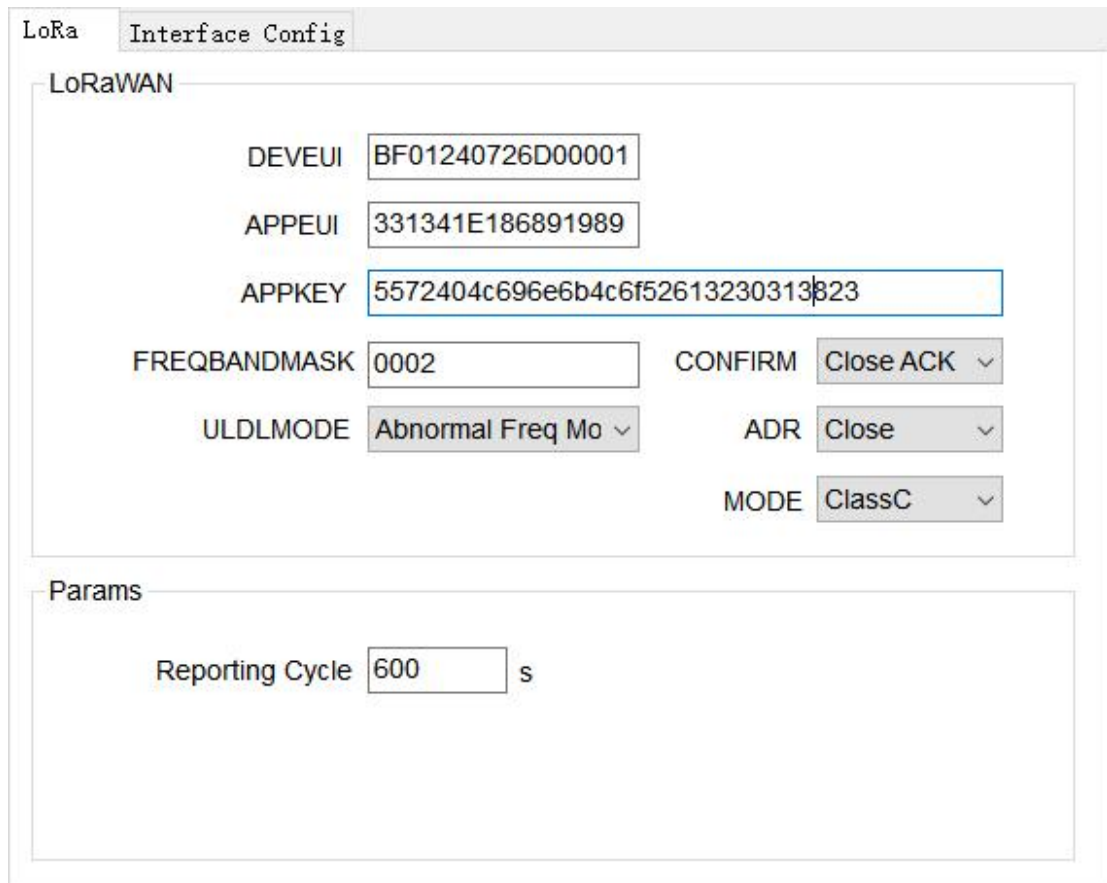 LoRa Interface Config
LoRaWAN
DEVEUI BF01240726D00001
APPEUI 331341E186891989
APPKEY 5572404c696e6b4c6f52613230313823
FREQBANDMASK 0002 CONFIRM Close ACK
ULDLMODE Abnormal Freq Mo ADR Close
MODE ClassC
Params
Reporting Cycle 600 s